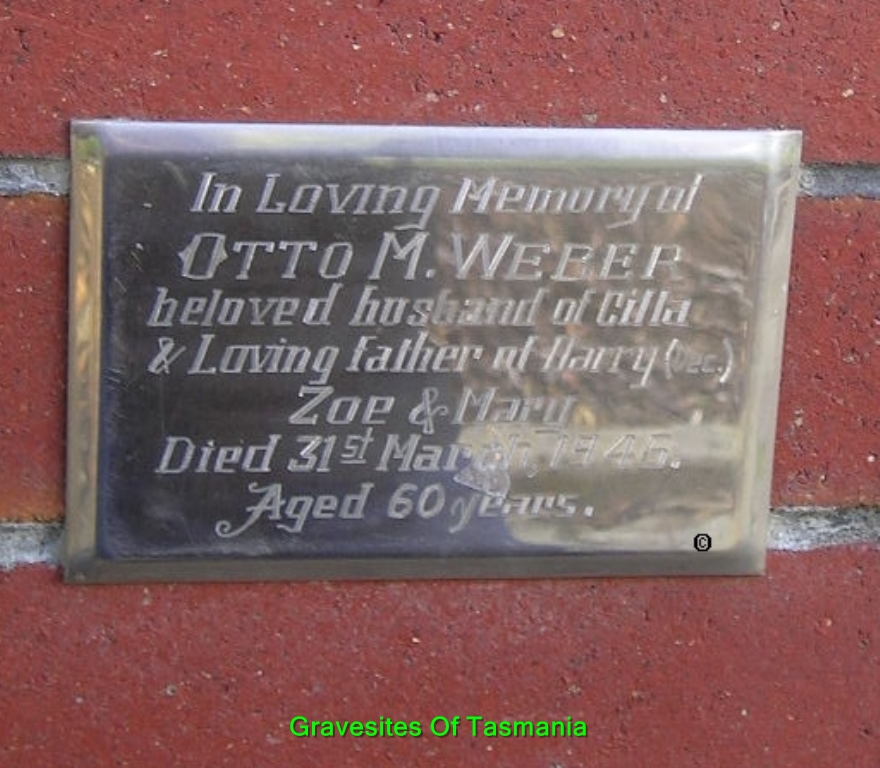 In Loving Memory of
OTTO M. WEBER
beloved husband of Cilla
& Loving Father of Harry (Dec.)
Zoe & Mary
Died 31st March, 1946.
Aged 60 years.
©
Gravesites Of Tasmania